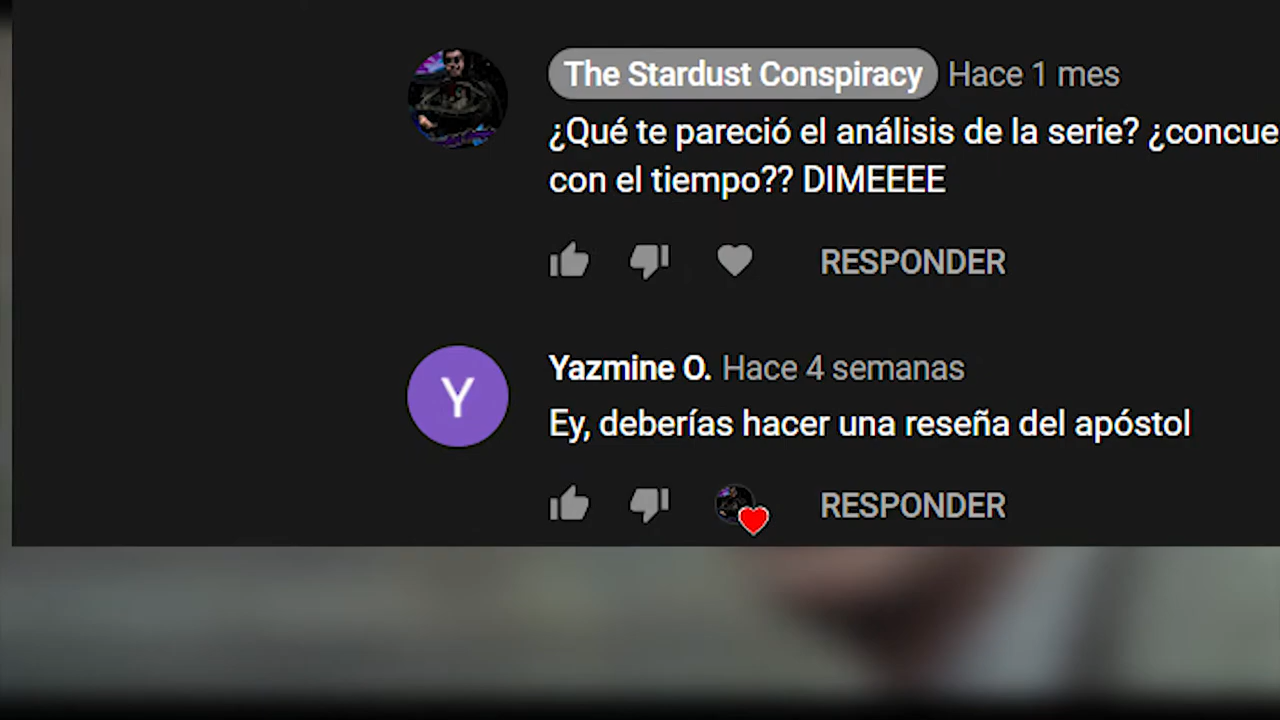 The Stardust Conspiracy Hace 1 mes
¿Qué te pareció el análisis de la serie? ¿concue
con el tiempo?? DIMEEEE
RESPONDER
Y
Yazmine O. Hace 4 semanas
Ey, deberías hacer una reseña del apóstol
RESPONDER